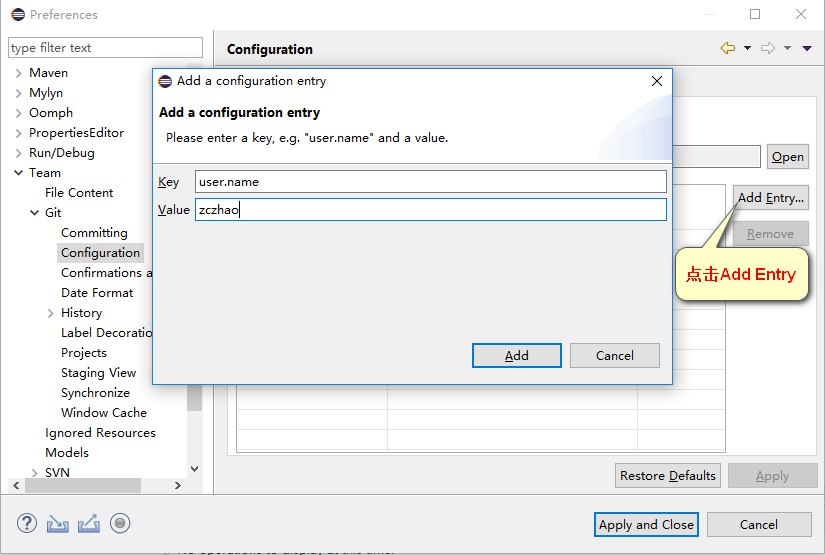 Preferences
type filter text
Configuration
Maven
Mylyn
Oomph
PropertiesEditor
Run/Debug
Team
File Content
Git
Committing
Configuration
Confirmations a
Date Format
History
Label Decoratio
Projects
Staging View
Synchronize
Window Cache
Ignored Resources
Models
SVN
Add a configuration entry
Add a configuration entry
Please enter a key, e.g. "user.name" and a value.
Key user.name
Value zczhao
Add Cancel
Open
Add Entry...
Remove
点击Add Entry
Restore Defaults Apply
Apply and Close Cancel